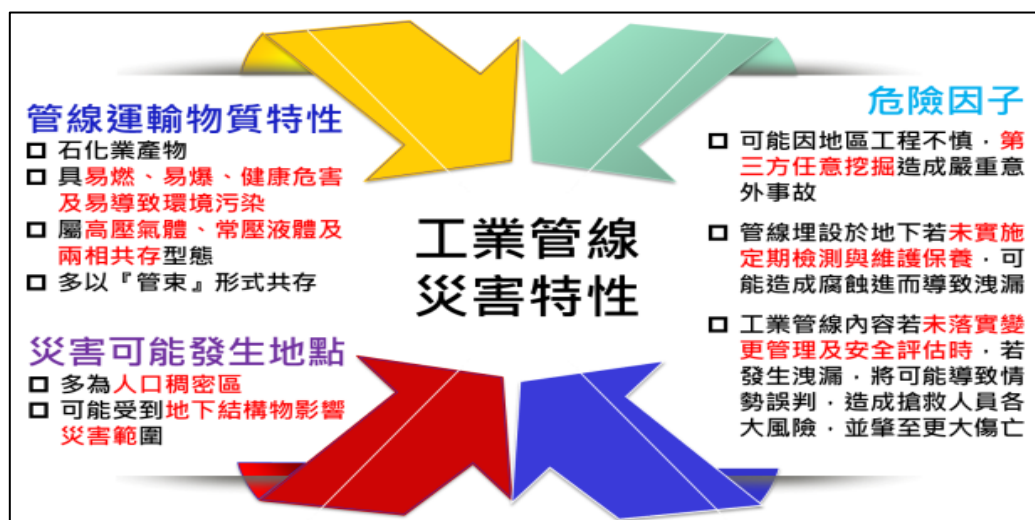 管線運輸物質特性
石化業產物
具易燃、易爆、健康危害
及易導致環境污染
屬高壓氣體、常壓液體及
兩相共存型態
多以『管束』形式共存
災害可能發生地點
多為人口稠密區
可能受到地下結構物影響
災害範圍
工業管線
災害特性
危險因子
可能因地區工程不慎，第
三方任意挖掘造成嚴重意
外事故
管線埋設於地下若未實施
定期檢測與維護保養，可
能造成腐蝕進而導致洩漏
工業管線內容若未落實變
更管理及安全評估時，若
發生洩漏，將可能導致情
勢誤判，造成搶救人員各
大風險，並肇至更大傷亡